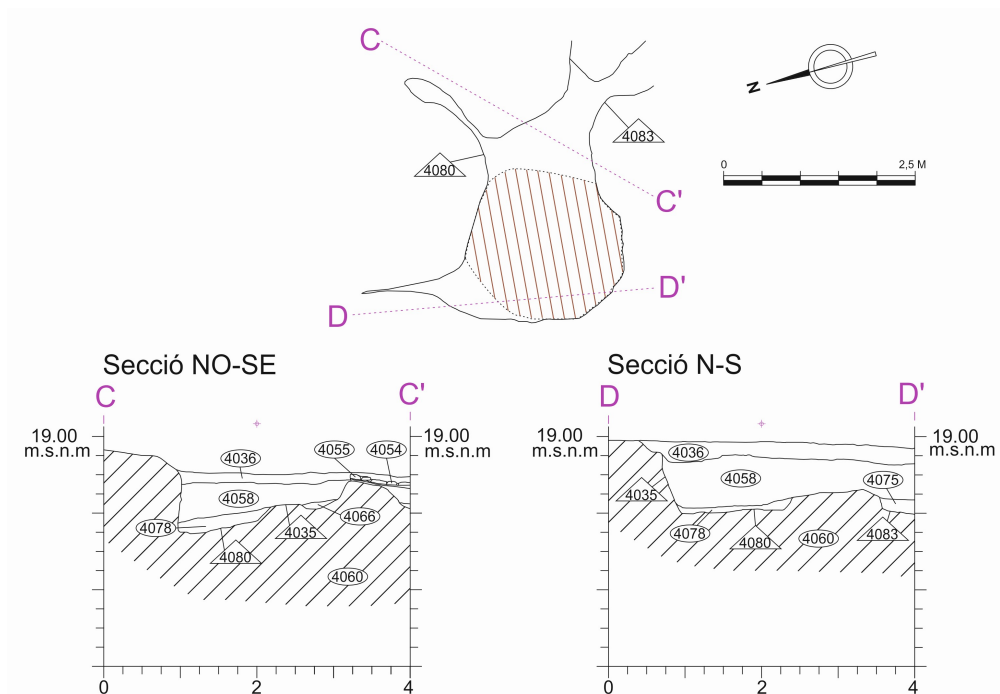 C
N
4083
4080
0 2,5 M
C'
D'
D
Secció NO-SE
Secció N-S
C C'
D D'
19.00
m.s.n.m
19.00
m.s.n.m
19.00
m.s.n.m
19.00
m.s.n.m
4036
4055
4054
4058
4078
4066
4035
4080
4060
4036
4058
4075
4035
4078
4080
4060
4083
0 2 4
0 2 4